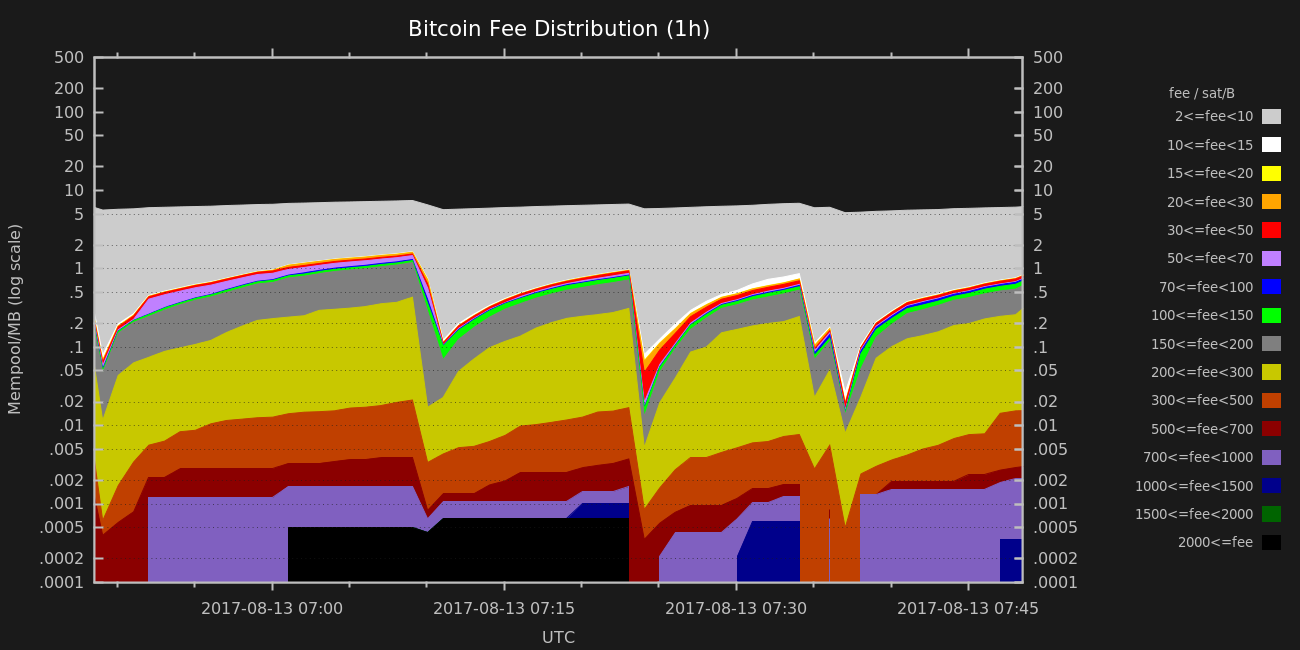 Bitcoin Fee Distribution (1h)
500
200
100
50
20
10
5
2
1
.5
.2
.1
.05
.02
.01
.005
.002
.001
.0005
.0002
.0001
Mempool/MB (log scale)
500
200
100
50
20
10
5
2
1
.5
.2
.1
.05
.02
.01
.005
.002
.001
.0005
.0002
.0001
2017-08-13 07:00
2017-08-13 07:15
2017-08-13 07:30
2017-08-13 07:45
UTC
fee / sat/B
2<=fee<10
10<=fee<15
15<=fee<20
20<=fee<30
30<=fee<50
50<=fee<70
70<=fee<100
100<=fee<150
150<=fee<200
200<=fee<300
300<=fee<500
500<=fee<700
700<=fee<1000
1000<=fee<1500
1500<=fee<2000
2000<=fee